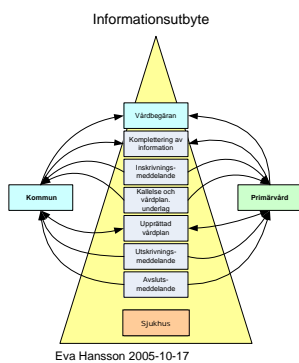 Informationsutbyte
Vårdbegäran
Komplettering av
information
Inskrivnings-
meddelande
Kallelse och
vårdplan.
underlag
Kommun
Primärvård
Upprättad
vårdplan
Utskrivnings-
meddelande
Avsluts-
meddelande
Sjukhus
Eva Hansson 2005-10-17